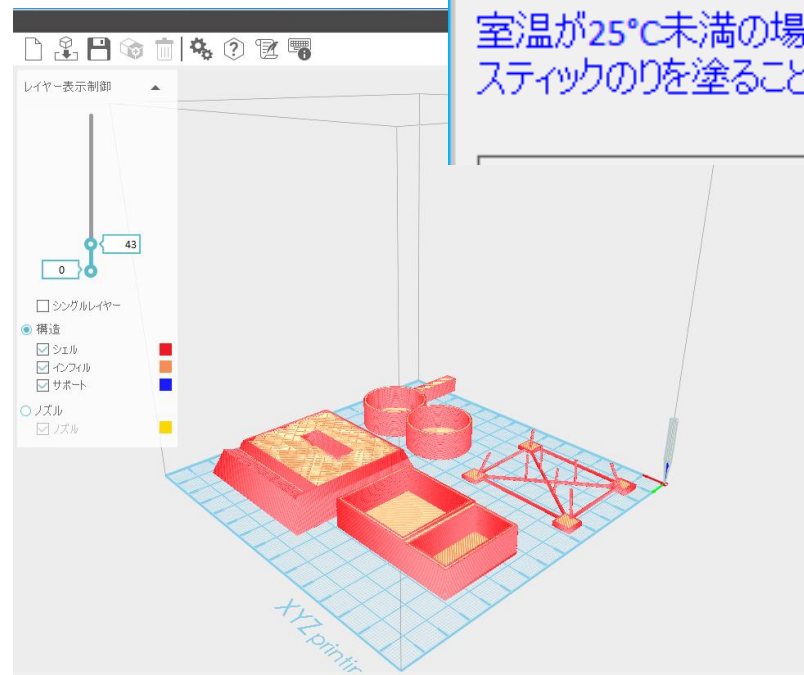 室温が25°C未満の場
スティックのりを塗ること
レイヤー表示制御
43
0
シングルレイヤー
構造
シェル
インフィル
サポート
ノズル
ノズル
XYZ printin